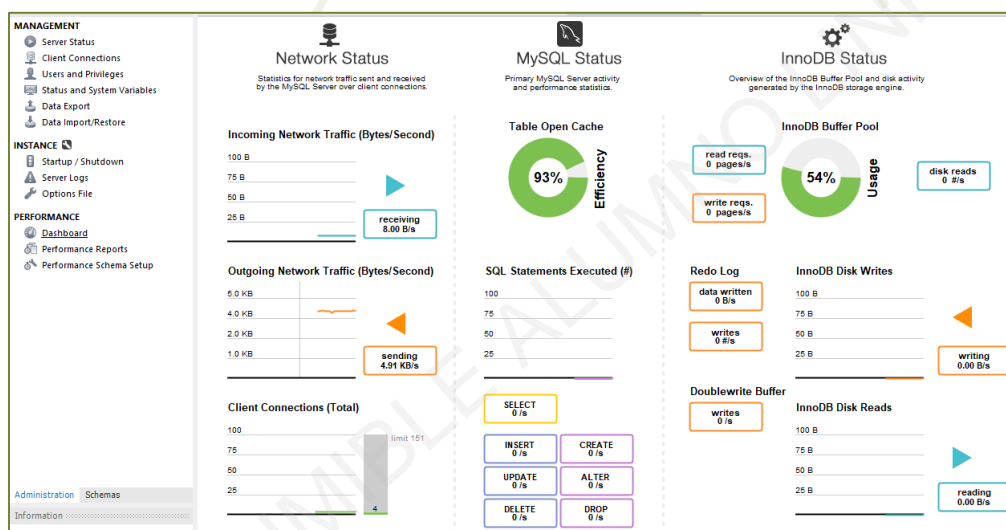 MANAGEMENT
Server Status
Client Connections
Users and Privileges
Status and System Variables
Data Export
Data Import/Restore
INSTANCE
Startup / Shutdown
Server Logs
Options File
PERFORMANCE
Dashboard
Performance Reports
Performance Schema Setup
Administration Schemas
Information
Network Status
Statistics for network traffic sent and received
by the MySQL Server over client connections.
Incoming Network Traffic (Bytes/Second)
100 B
75 B
50 B
25 B
receiving
8.00 B/s
Outgoing Network Traffic (Bytes/Second)
5.0 KB
4.0 KB
2.0 KB
1.0 KB
sending
4.91 KB/s
Client Connections (Total)
100
75
50
25
limit 151
4
MySQL Status
Primary MySQL Server activity
and performance statistics.
Table Open Cache
93%
Efficiency
SQL Statements Executed (#)
100
75
50
25
SELECT
0 /s
INSERT
0 /s
CREATE
0 /s
UPDATE
0 /s
ALTER
0 /s
DELETE
0 /s
DROP
0 /s
InnoDB Status
Overview of the InnoDB Buffer Pool and disk activity
generated by the InnoDB storage engine.
InnoDB Buffer Pool
read reqs.
0 pages/s
write reqs.
0 pages/s
54%
Usage
disk reads
0 #/s
Redo Log
data written
0 B/s
writes
0 #/s
InnoDB Disk Writes
100 B
75 B
50 B
25 B
writing
0.00 B/s
Doublewrite Buffer
writes
0 /s
InnoDB Disk Reads
100 B
75 B
50 B
25 B
reading
0.00 B/s